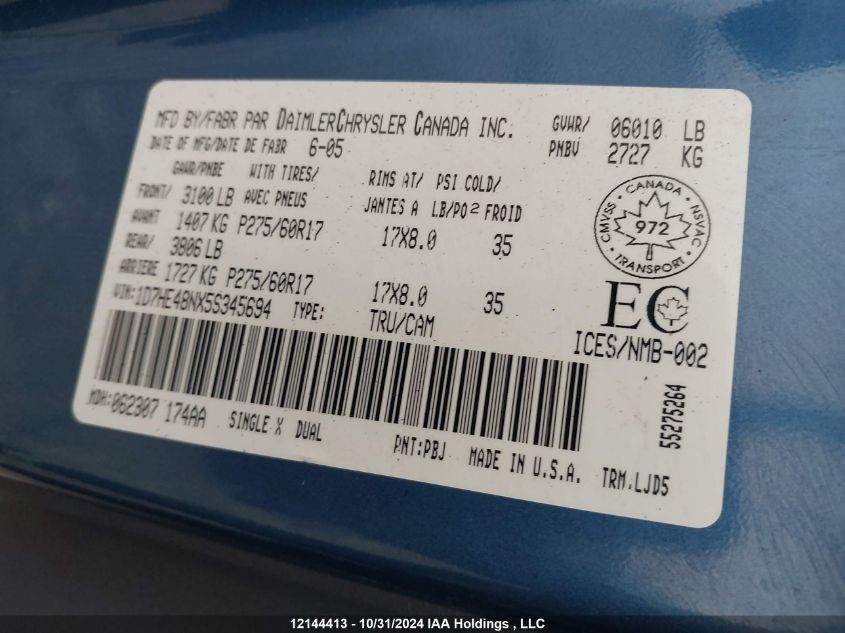 MFD BY/FABR PAR DAIMLERCHRYSLER CANADA INC. GVWR/ 06010 LB
DATE OF MFG/DATE DE FABR 6-05 PNBV 2727 KG
GAWR/PNBE WITH TIRES/ RIMS AT/ PSI COLD/
FRONT/ 3100 LB AVEC PNEUS JANTES A LB/PO2 FROID
AVANT 1407 KG P275/60R17 17X8.0 35
REAR/ 3806 LB
ARRIERE 1727 KG P275/60R17 17X8.0 35
VIN: 1D7HE48NX5S345694 TYPE: TRU/CAM
CANADA
CMVSS 972 NSVAC
TRANSPORT
EC
ICES/NMB-002
55275264
MDH: 062307 174AA SINGLE X DUAL
PNT: PBJ MADE IN U.S.A. TRM. LJD5
12144413 - 10/31/2024 IAA Holdings , LLC